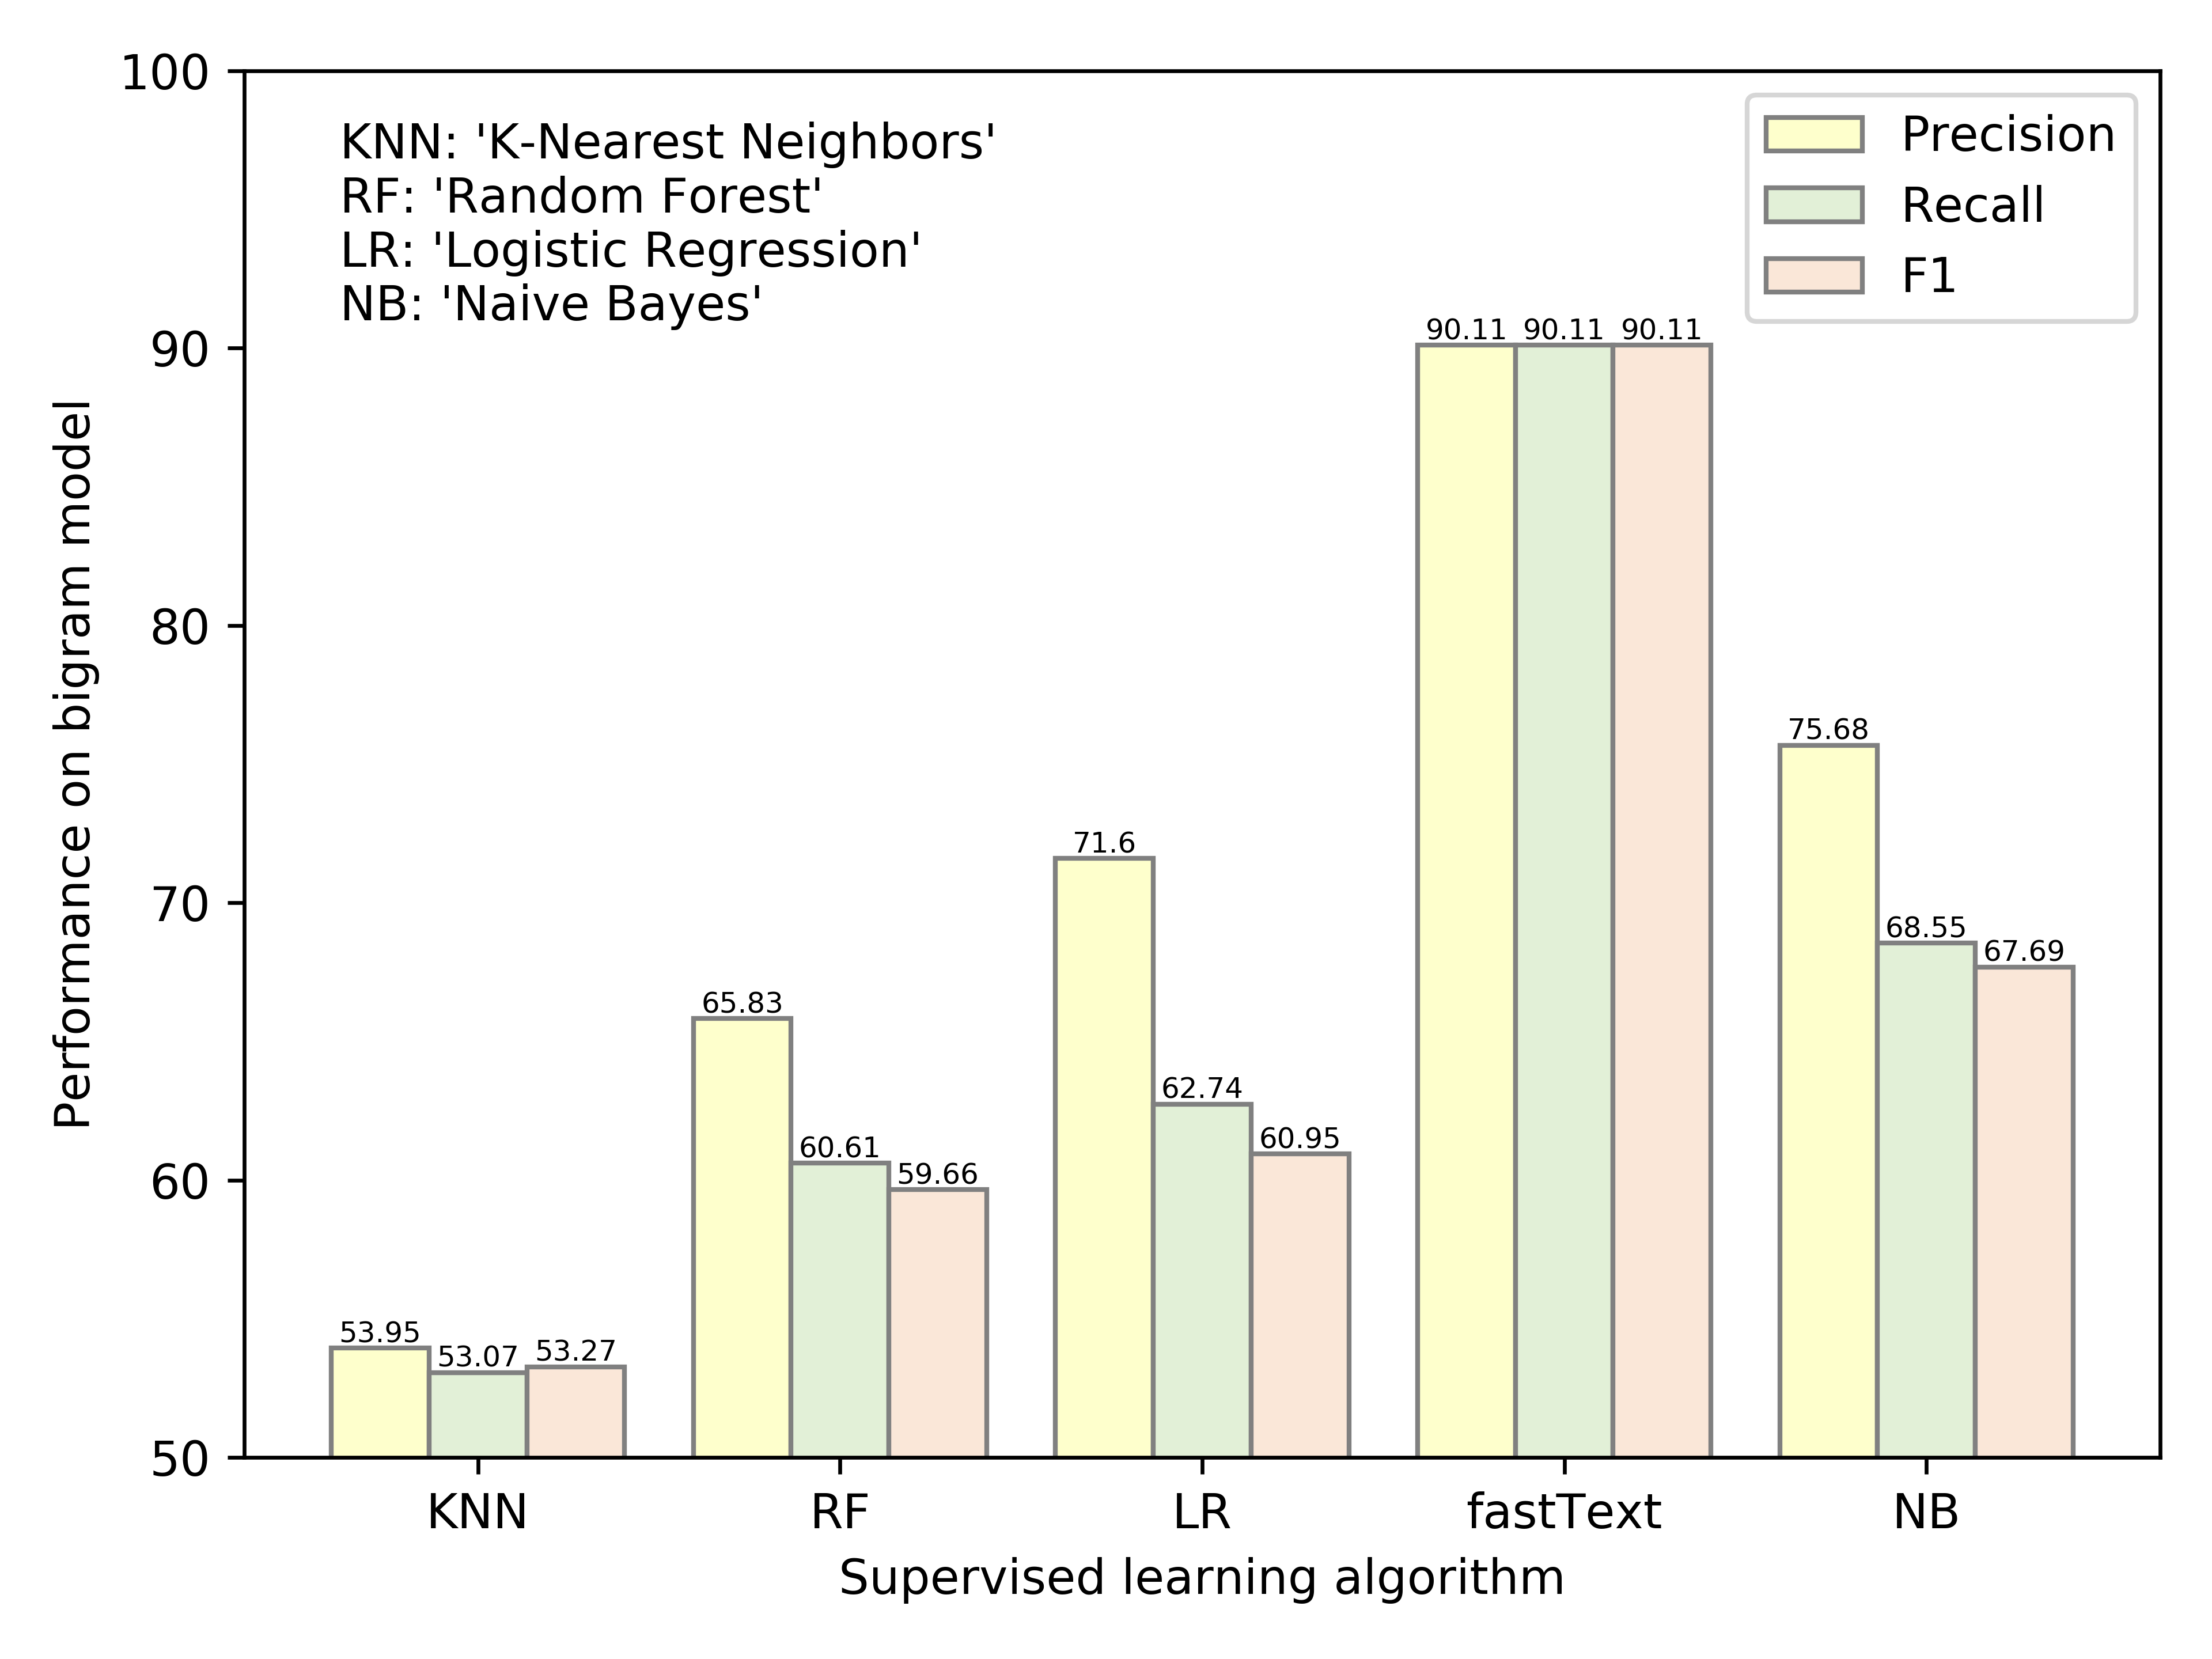 100
90
80
70
60
50
Performance on bigram model
KNN: 'K-Nearest Neighbors'
RF: 'Random Forest'
LR: 'Logistic Regression'
NB: 'Naive Bayes'
Precision
Recall
F1
53.95 53.07 53.27
65.83 60.61 59.66
71.6 62.74 60.95
90.11 90.11 90.11
75.68 68.55 67.69
KNN RF LR fastText NB
Supervised learning algorithm